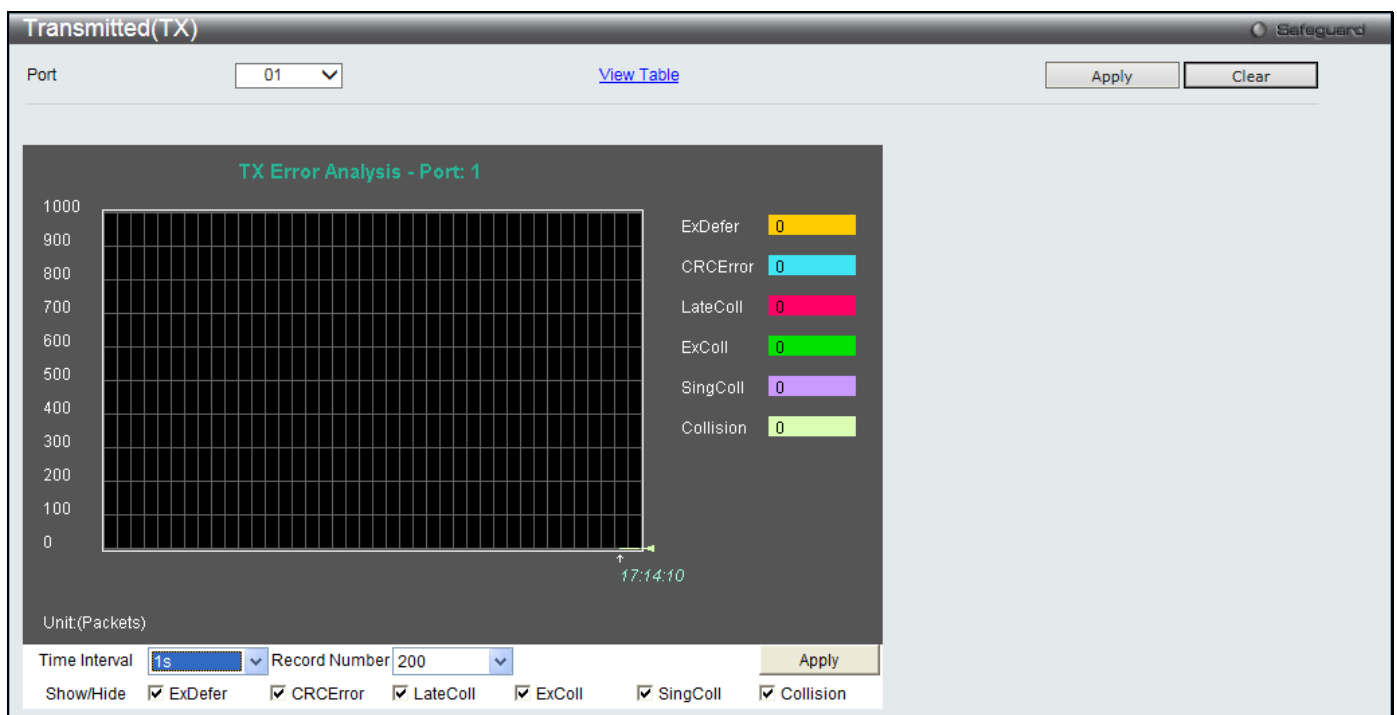 Transmitted(TX)
Safeguard
Port 01 View Table Apply Clear
TX Error Analysis - Port: 1
1000
900
800
700
600
500
400
300
200
100
0
ExDefer 0
CRCError 0
LateColl 0
ExColl 0
SingColl 0
Collision 0
17:14:10
Unit:(Packets)
Time Interval 1s Record Number 200 Apply
Show/Hide ExDefer CRCError LateColl ExColl SingColl Collision